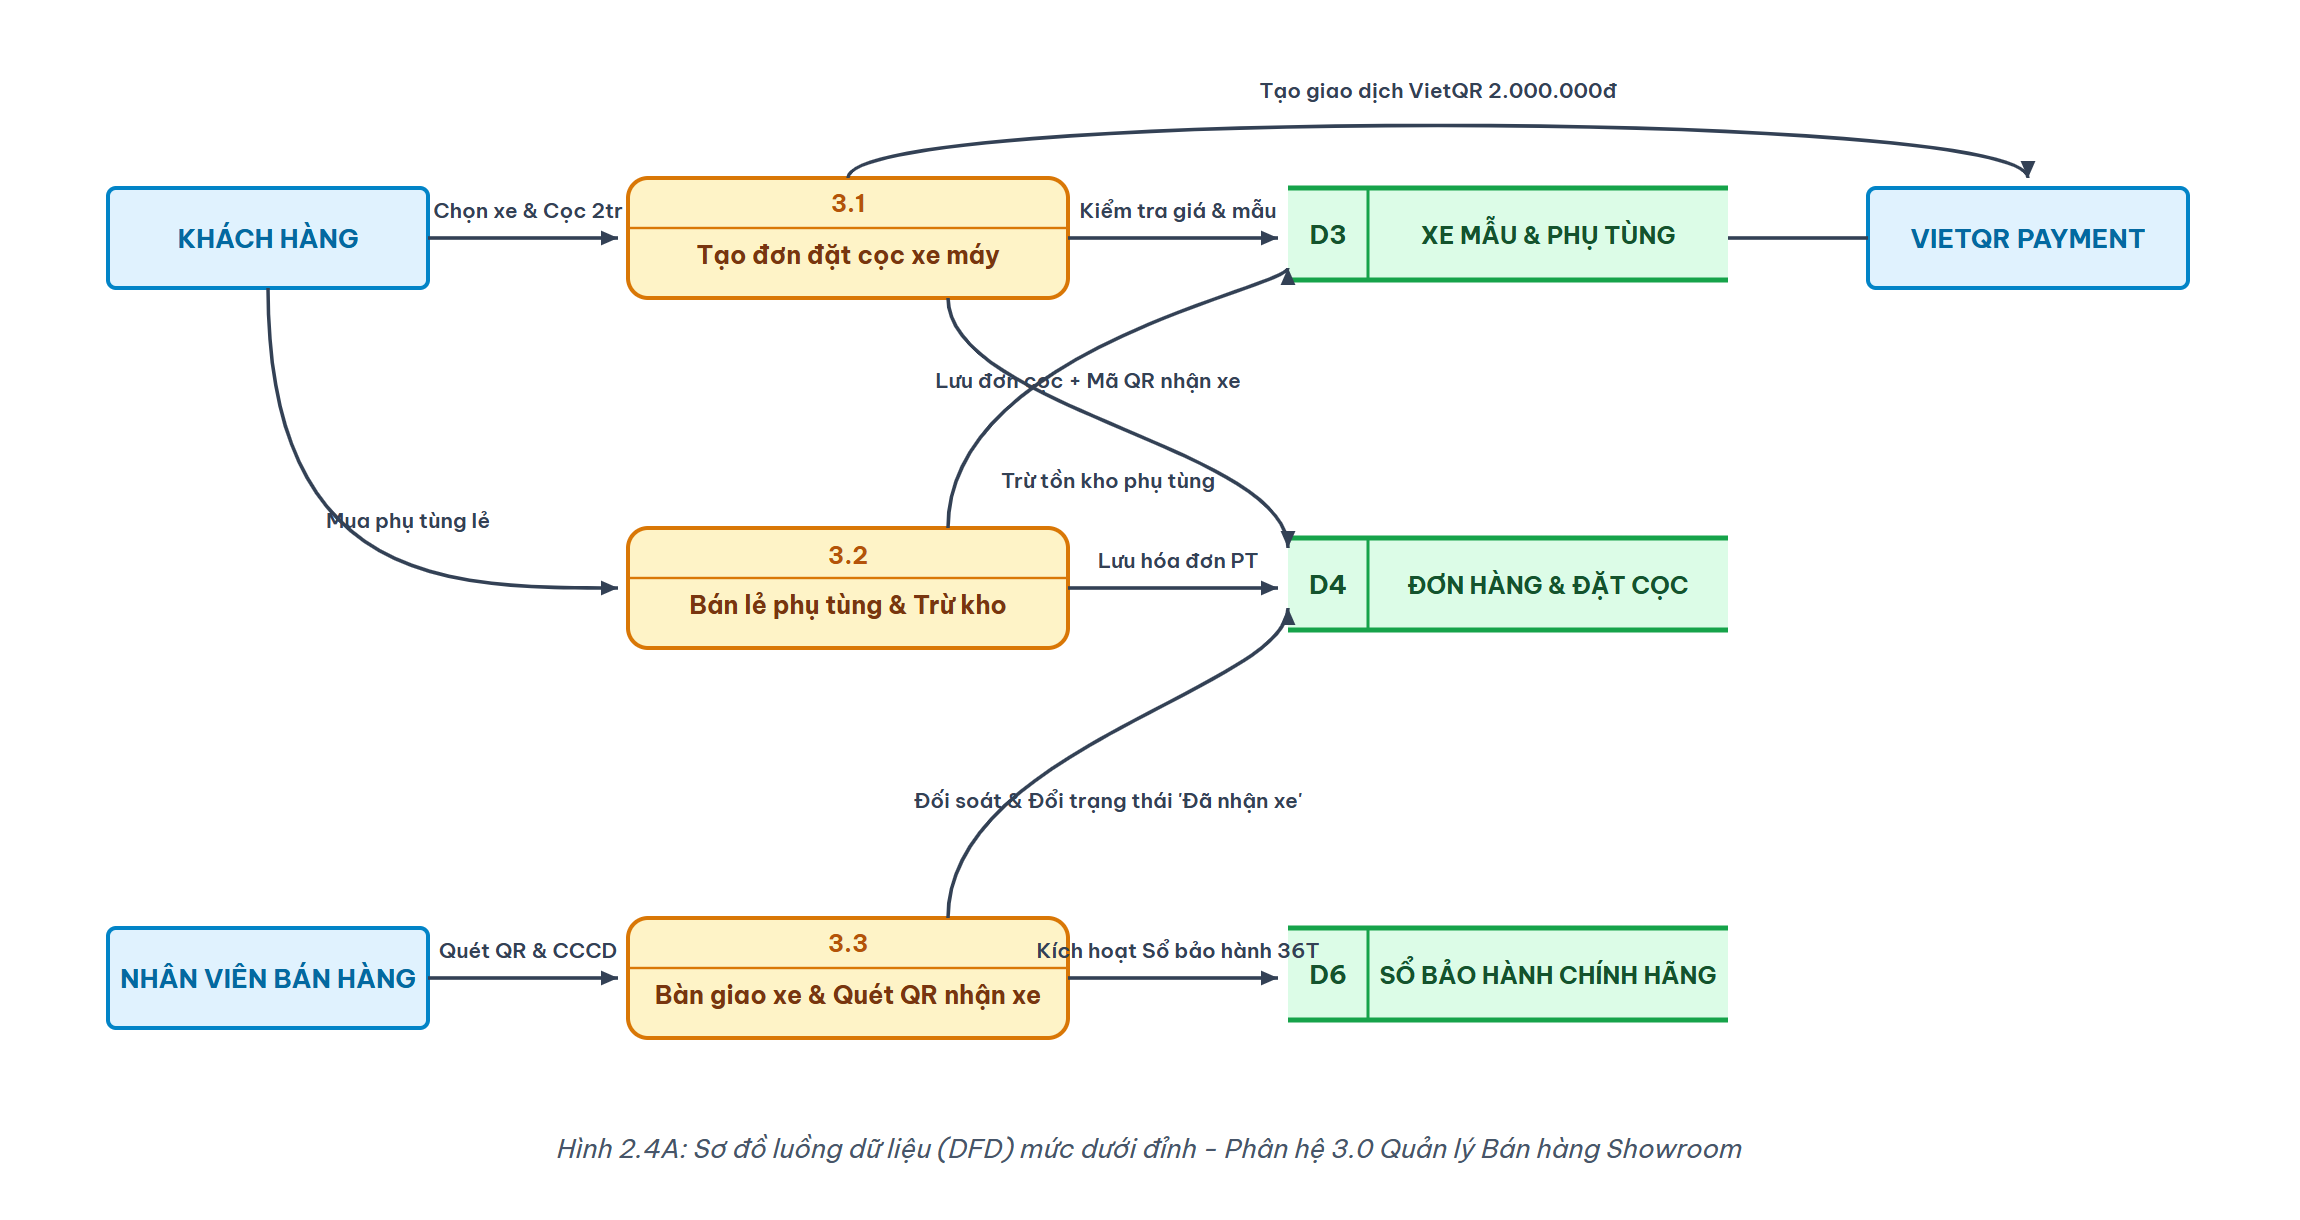 Tạo giao dịch VietQR 2.000.000đ
KHÁCH HÀNG
Chọn xe & Cọc 2tr
3.1
Tạo đơn đặt cọc xe máy
Kiểm tra giá & mẫu
D3
XE MẪU & PHỤ TÙNG
VIETQR PAYMENT
Lưu đơn cọc + Mã QR nhận xe
Trừ tồn kho phụ tùng
Mua phụ tùng lẻ
3.2
Bán lẻ phụ tùng & Trừ kho
Lưu hóa đơn PT
D4
ĐƠN HÀNG & ĐẶT CỌC
Đối soát & Đổi trạng thái 'Đã nhận xe'
NHÂN VIÊN BÁN HÀNG
Quét QR & CCCD
3.3
Bàn giao xe & Quét QR nhận xe
Kích hoạt Sổ bảo hành 36T
D6
SỔ BẢO HÀNH CHÍNH HÃNG
Hình 2.4A: Sơ đồ luồng dữ liệu (DFD) mức dưới đỉnh - Phân hệ 3.0 Quản lý Bán hàng Showroom